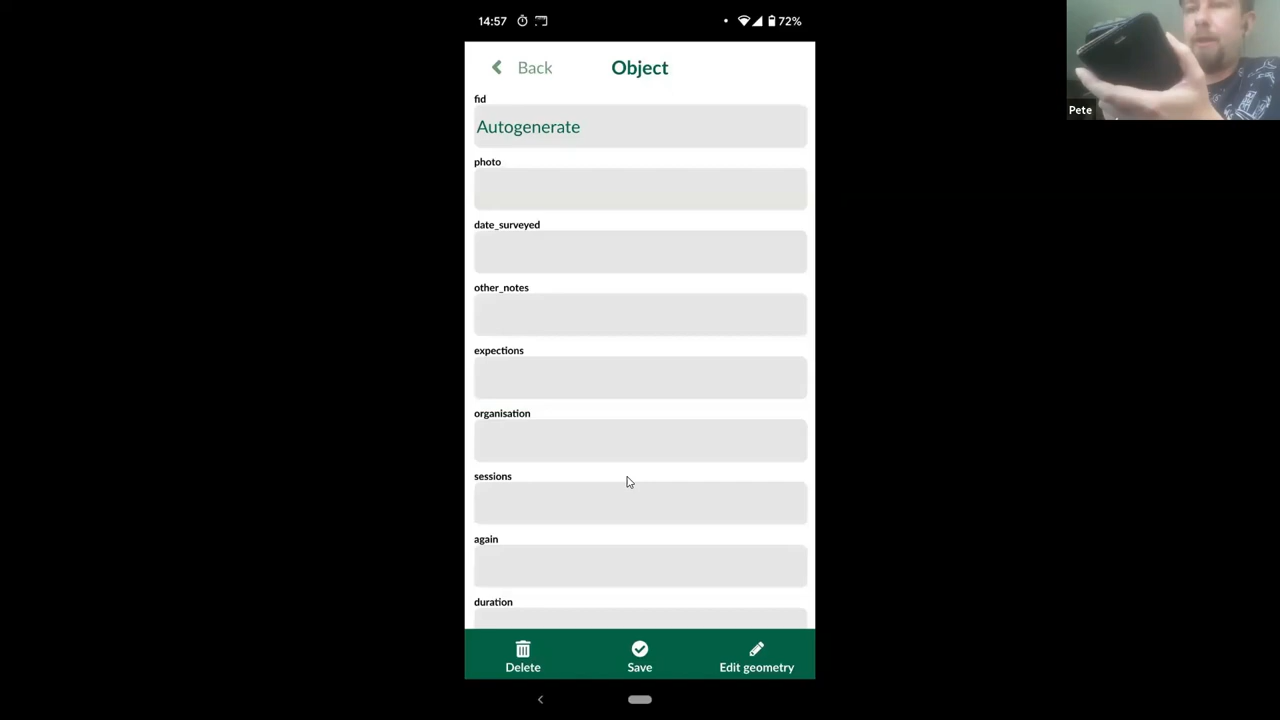 14:57
72%
Back
Object
fid
Autogenerate
photo
date_surveyed
other_notes
expections
organisation
sessions
again
duration
Delete
Save
Edit geometry
Pete